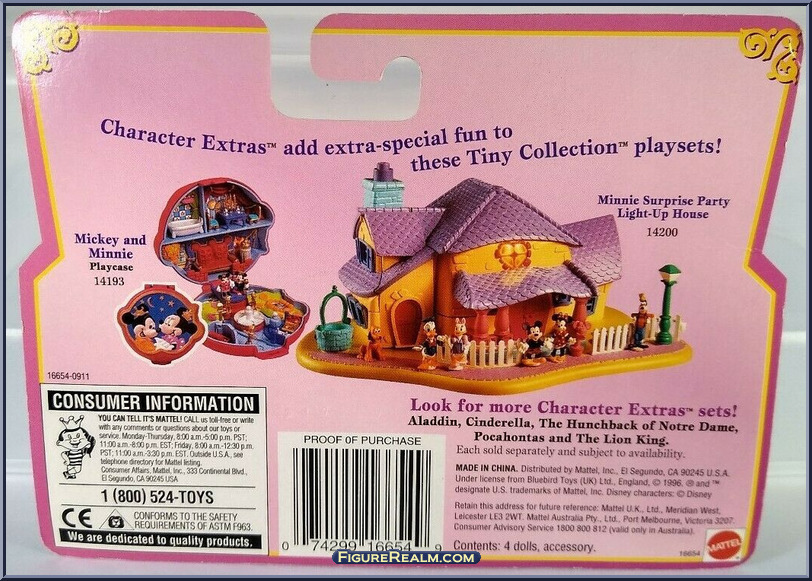 Character Extras™ add extra-special fun to
these Tiny Collection™ playsets!
Mickey and
Minnie
Playcase
14193
Minnie Surprise Party
Light-Up House
14200
16654-0911
CONSUMER INFORMATION
YOU CAN TELL IT'S MATTEL! CALL us toll-free or write
with any comments or questions about our toys or
service. Monday-Thursday, 8:00 a.m.-5:00 p.m. PST;
11:00 a.m.-8:00 p.m. EST; Friday, 8:00 a.m.-12:30 p.m.
PST; 11:00 a.m.-3:30 p.m. EST. Outside U.S.A., see
telephone directory for Mattel listing.
Consumer Affairs, Mattel, Inc., 333 Continental Blvd.,
El Segundo, CA 90245 USA
1 (800) 524-TOYS
CE
CONFORMS TO THE SAFETY
REQUIREMENTS OF ASTM F963.
We are dedicated to quality products.
PROOF OF PURCHASE
0 74299 16654 9
Look for more Character Extras™ sets!
Aladdin, Cinderella, The Hunchback of Notre Dame,
Pocahontas and The Lion King.
Each sold separately and subject to availability.
MADE IN CHINA. Distributed by Mattel, Inc., El Segundo, CA 90245 U.S.A.
Under license from Bluebird Toys (UK) Ltd., England, © 1996. ® and ™
designate U.S. trademarks of Mattel, Inc. Disney characters: © Disney
Retain this address for future reference: Mattel U.K., Ltd., Meridian West,
Leicester LE3 2WT. Mattel Australia Pty., Ltd., Port Melbourne, Victoria 3207.
Consumer Advisory Service 1800 800 812 (valid only in Australia).
Contents: 4 dolls, accessory.
16654
MATTEL
FIGUREREALM.COM